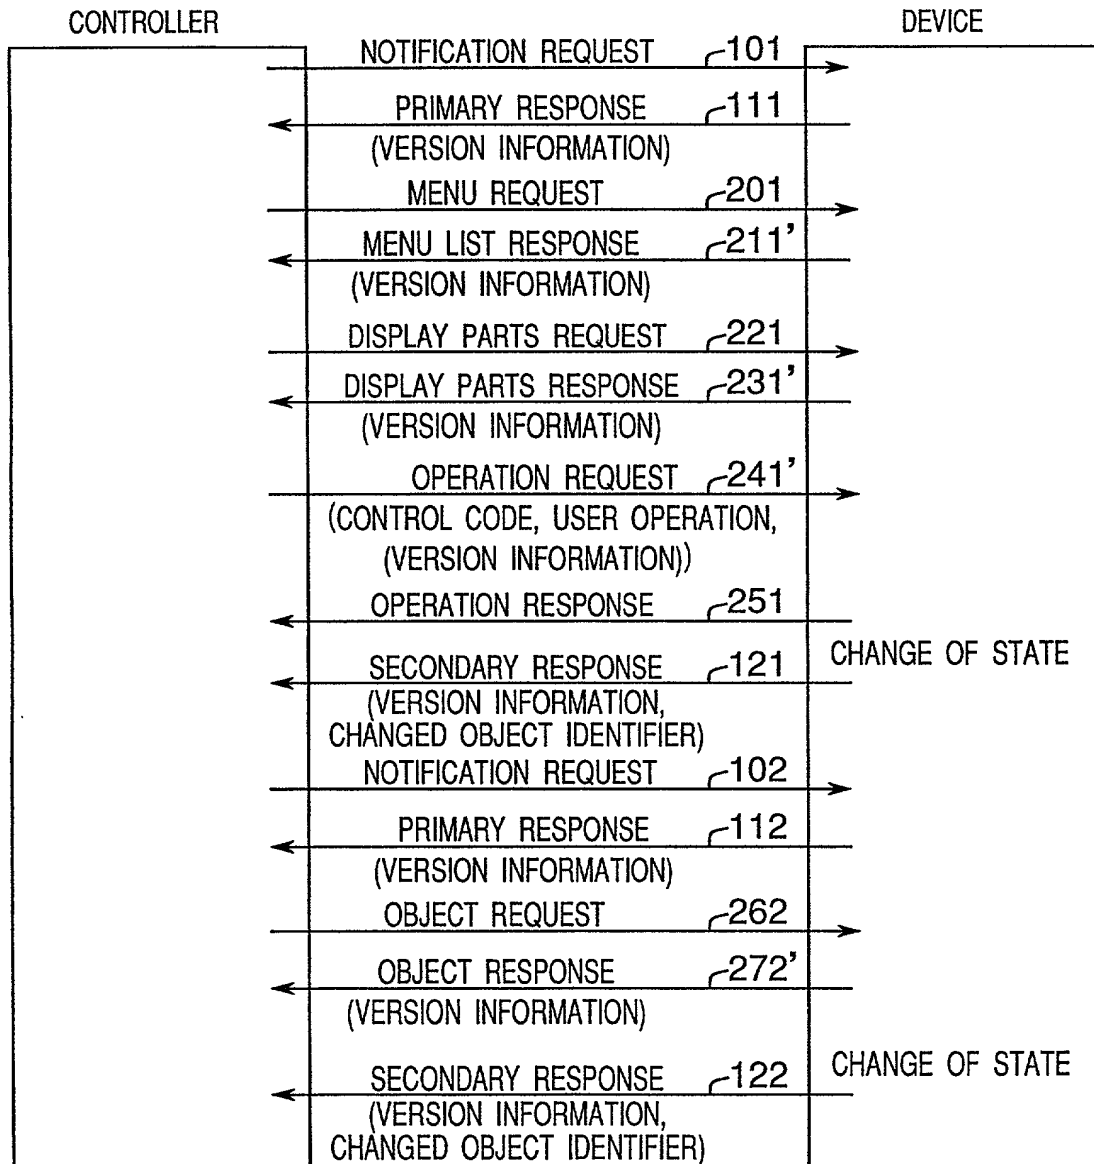 CONTROLLER DEVICE
NOTIFICATION REQUEST 101
PRIMARY RESPONSE 111
(VERSION INFORMATION)
MENU REQUEST 201
MENU LIST RESPONSE 211'
(VERSION INFORMATION)
DISPLAY PARTS REQUEST 221
DISPLAY PARTS RESPONSE 231'
(VERSION INFORMATION)
OPERATION REQUEST 241'
(CONTROL CODE, USER OPERATION,
(VERSION INFORMATION))
OPERATION RESPONSE 251
CHANGE OF STATE
SECONDARY RESPONSE 121
(VERSION INFORMATION,
CHANGED OBJECT IDENTIFIER)
NOTIFICATION REQUEST 102
PRIMARY RESPONSE 112
(VERSION INFORMATION)
OBJECT REQUEST 262
OBJECT RESPONSE 272'
(VERSION INFORMATION)
CHANGE OF STATE
SECONDARY RESPONSE 122
(VERSION INFORMATION,
CHANGED OBJECT IDENTIFIER)